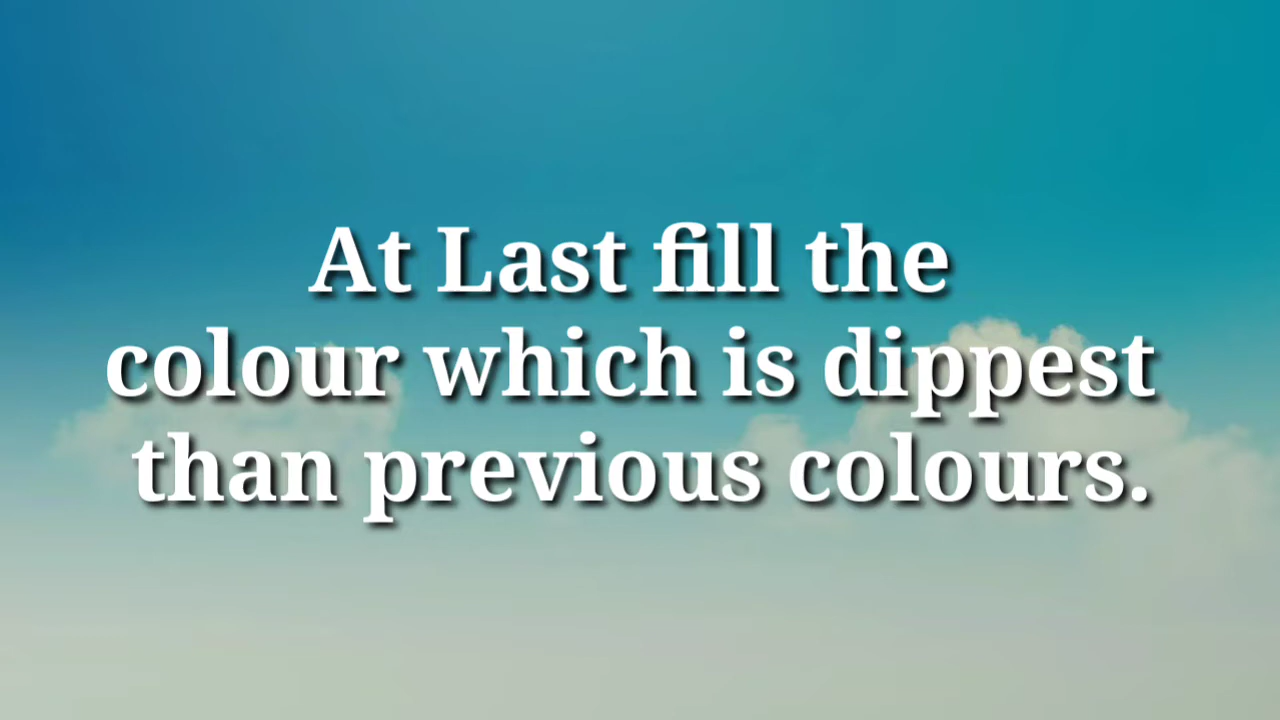 At Last fill the
colour which is dippest
than previous colours.